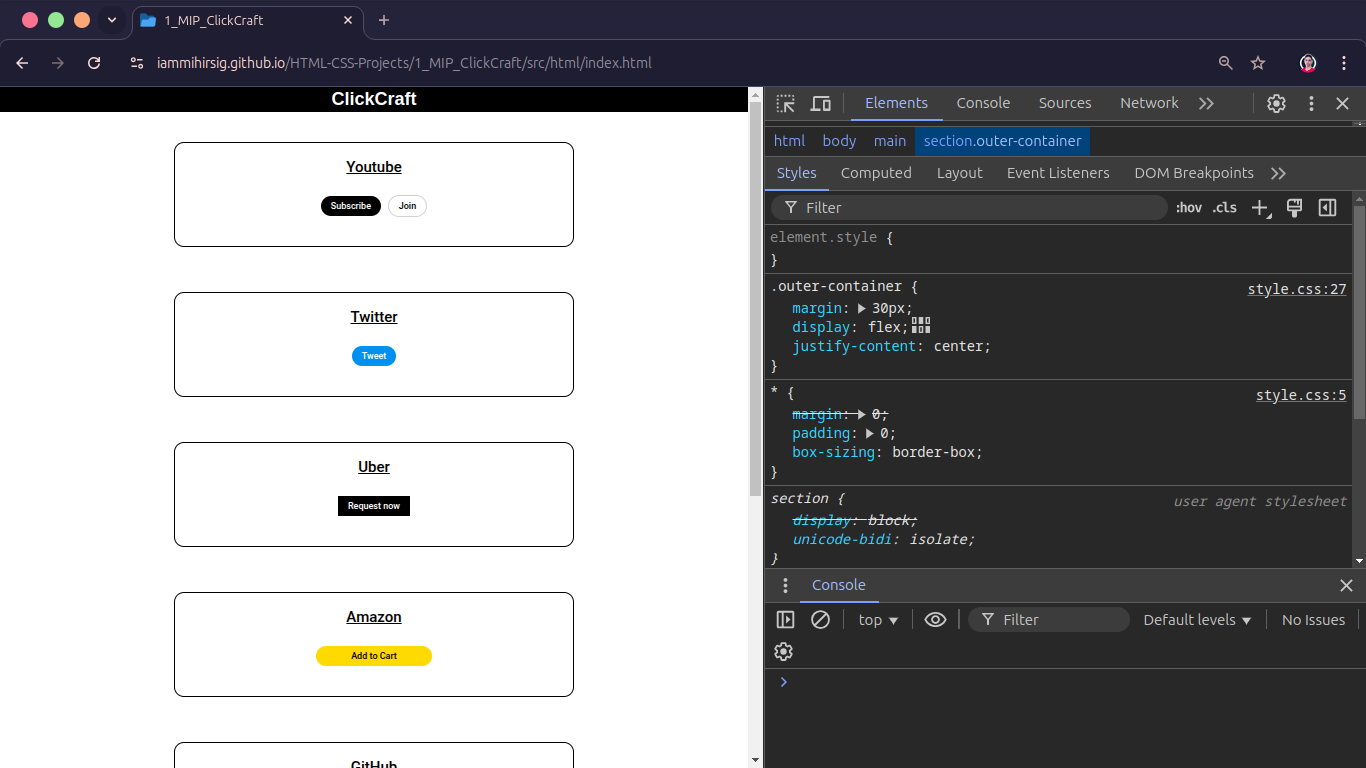 1_MIP_ClickCraft
iammihirsig.github.io/HTML-CSS-Projects/1_MIP_ClickCraft/src/html/index.html
ClickCraft
Youtube
Subscribe Join
Twitter
Tweet
Uber
Request now
Amazon
Add to Cart
GitHub
Elements Console Sources Network
html body main section.outer-container
Styles Computed Layout Event Listeners DOM Breakpoints
Filter :hov .cls
element.style {
}
.outer-container { style.css:27
margin: 30px;
display: flex;
justify-content: center;
}
* { style.css:5
margin: 0;
padding: 0;
box-sizing: border-box;
}
section { user agent stylesheet
display: block;
unicode-bidi: isolate;
}
Console
top Filter Default levels No Issues